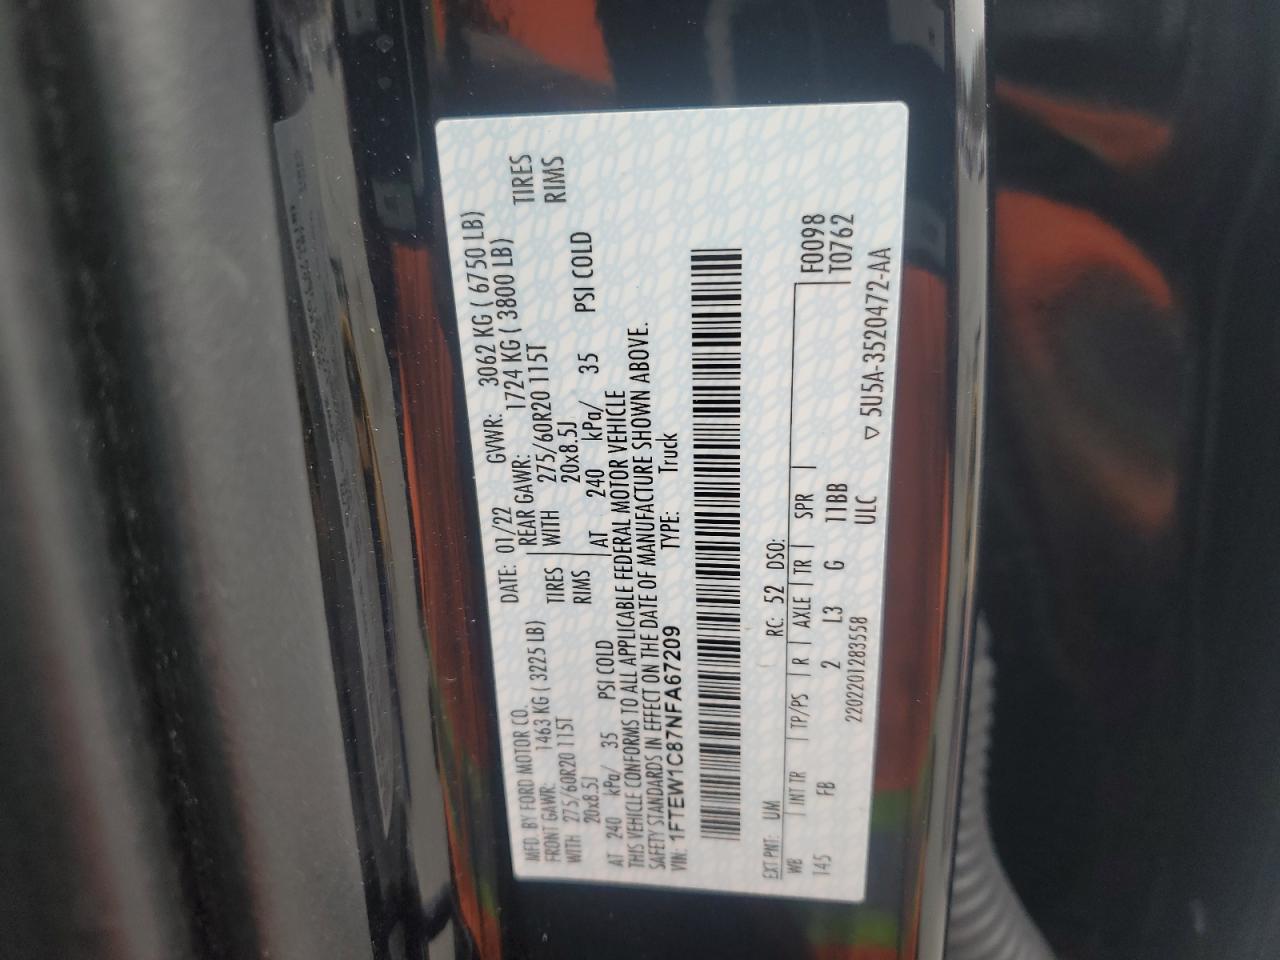 MFD. BY FORD MOTOR CO.
DATE: 01/22 GVWR: 3062 KG ( 6750 LB)
FRONT GAWR: 1463 KG ( 3225 LB) REAR GAWR: 1724 KG ( 3800 LB)
WITH 275/60R20 115T TIRES WITH 275/60R20 115T TIRES
20x8.5J RIMS 20x8.5J RIMS
AT 240 kPa/ 35 PSI COLD AT 240 kPa/ 35 PSI COLD
THIS VEHICLE CONFORMS TO ALL APPLICABLE FEDERAL MOTOR VEHICLE
SAFETY STANDARDS IN EFFECT ON THE DATE OF MANUFACTURE SHOWN ABOVE.
VIN: 1FTEW1C87NFA67209 TYPE: Truck
EXT PNT: UM RC: 52 DSO:
WB INT TR TP/PS R AXLE TR SPR F0098
145 FB 2 L3 G 11BB T0762
2202201283558 ULC
▽ 5U5A-3520472-AA